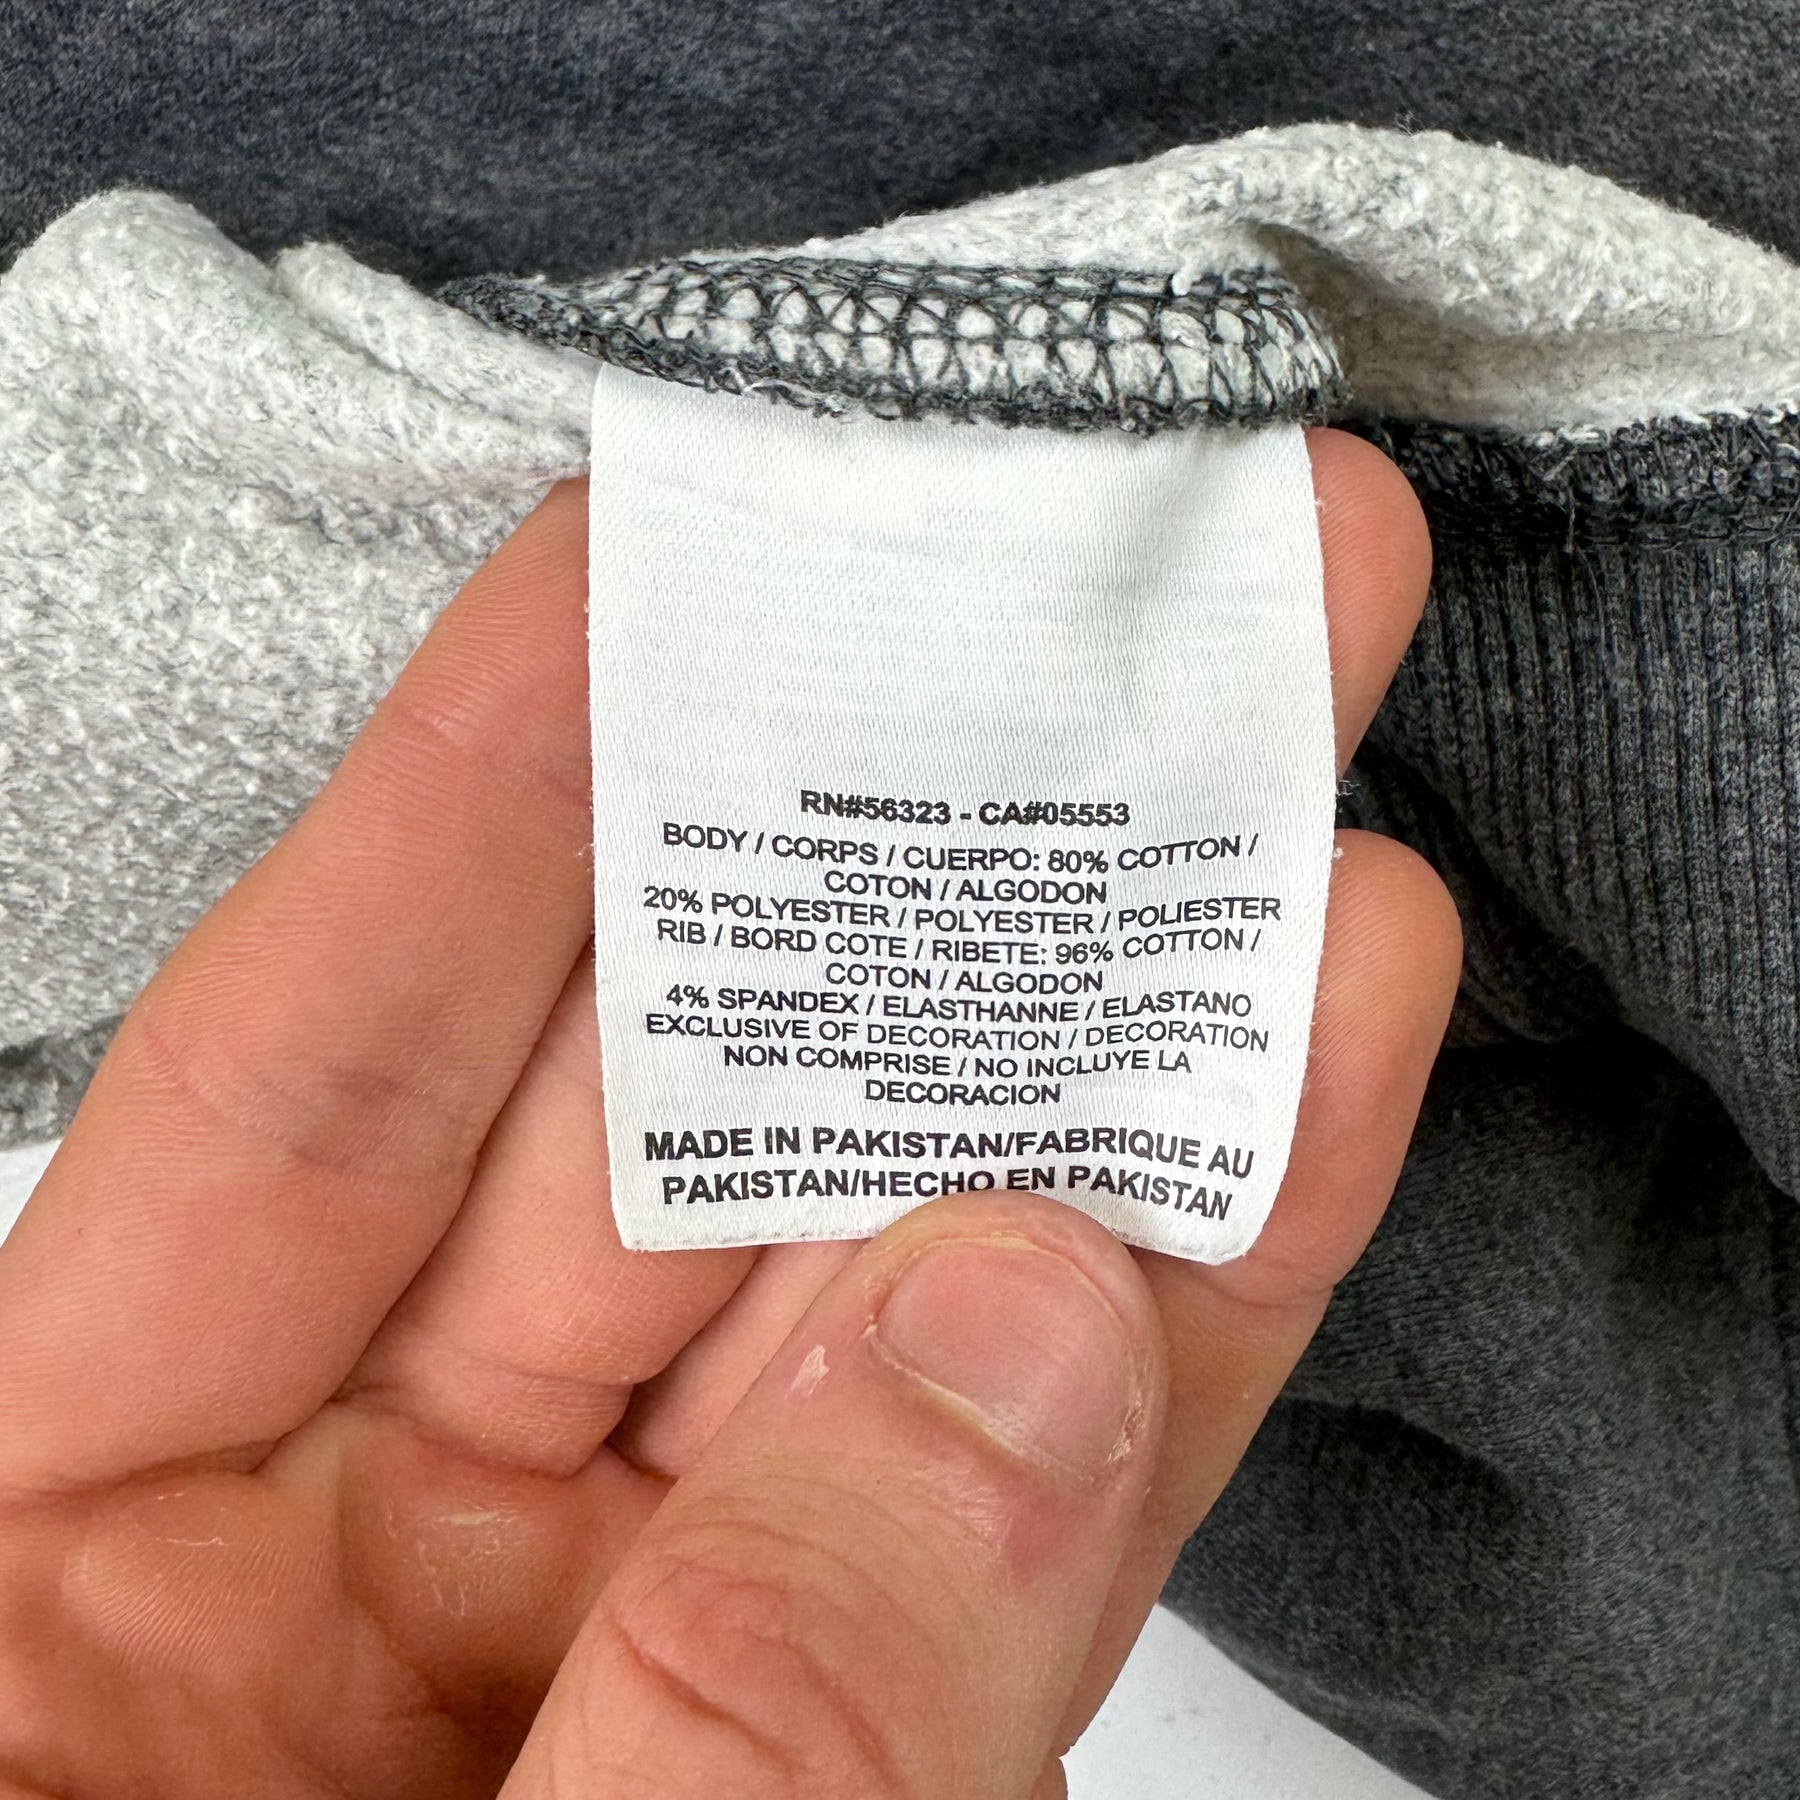 RN#56323 - CA#05553
BODY / CORPS / CUERPO: 80% COTTON /
COTON / ALGODON
20% POLYESTER / POLYESTER / POLIESTER
RIB / BORD COTE / RIBETE: 96% COTTON /
COTON / ALGODON
4% SPANDEX / ELASTHANNE / ELASTANO
EXCLUSIVE OF DECORATION / DECORATION
NON COMPRISE / NO INCLUYE LA
DECORACION
MADE IN PAKISTAN/FABRIQUE AU
PAKISTAN/HECHO EN PAKISTAN